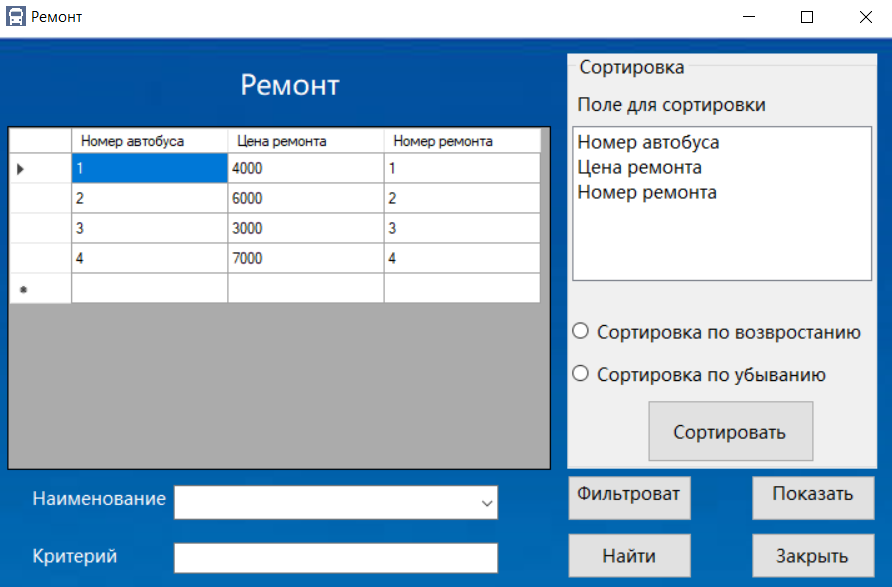 Ремонт
Ремонт
Номер автобуса Цена ремонта Номер ремонта
1 4000 1
2 6000 2
3 3000 3
4 7000 4
Сортировка
Поле для сортировки
Номер автобуса
Цена ремонта
Номер ремонта
Сортировка по возвростанию
Сортировка по убыванию
Сортировать
Наименование
Критерий
Фильтроват
Показать
Найти
Закрыть